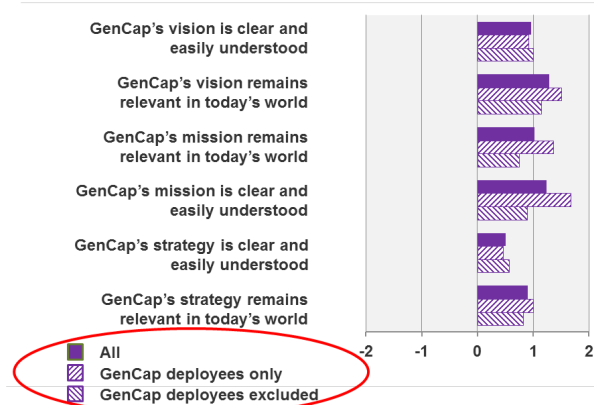 GenCap’s vision is clear and
easily understood
GenCap’s vision remains
relevant in today’s world
GenCap’s mission remains
relevant in today’s world
GenCap’s mission is clear and
easily understood
GenCap’s strategy is clear and
easily understood
GenCap’s strategy remains
relevant in today’s world
-2 -1 0 1 2
All
GenCap deployees only
GenCap deployees excluded